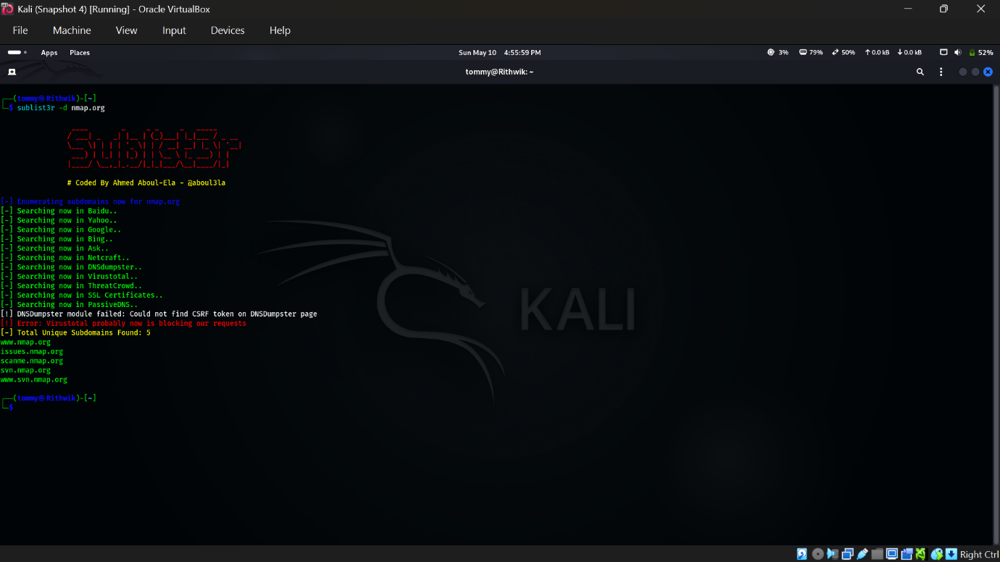 Kali (Snapshot 4) [Running] - Oracle VirtualBox
File Machine View Input Devices Help
Apps Places Sun May 10 4:55:59 PM 3% 79% 50% ↑0.0 kB ↓0.0 kB 52%
tommy@Rithwik: ~
┌──(tommy㉿Rithwik)-[~]
└─$ sublist3r -d nmap.org
Sublist3r
# Coded By Ahmed Aboul-Ela - @aboul3la
[-] Enumerating subdomains now for nmap.org
[-] Searching now in Baidu..
[-] Searching now in Yahoo..
[-] Searching now in Google..
[-] Searching now in Bing..
[-] Searching now in Ask..
[-] Searching now in Netcraft..
[-] Searching now in DNSdumpster..
[-] Searching now in Virustotal..
[-] Searching now in ThreatCrowd..
[-] Searching now in SSL Certificates..
[-] Searching now in PassiveDNS..
[!] DNSDumpster module failed: Could not find CSRF token on DNSDumpster page
[!] Error: Virustotal probably now is blocking our requests
[-] Total Unique Subdomains Found: 5
www.nmap.org
issues.nmap.org
scanme.nmap.org
svn.nmap.org
www.svn.nmap.org
┌──(tommy㉿Rithwik)-[~]
└─$
KALI
Right Ctrl